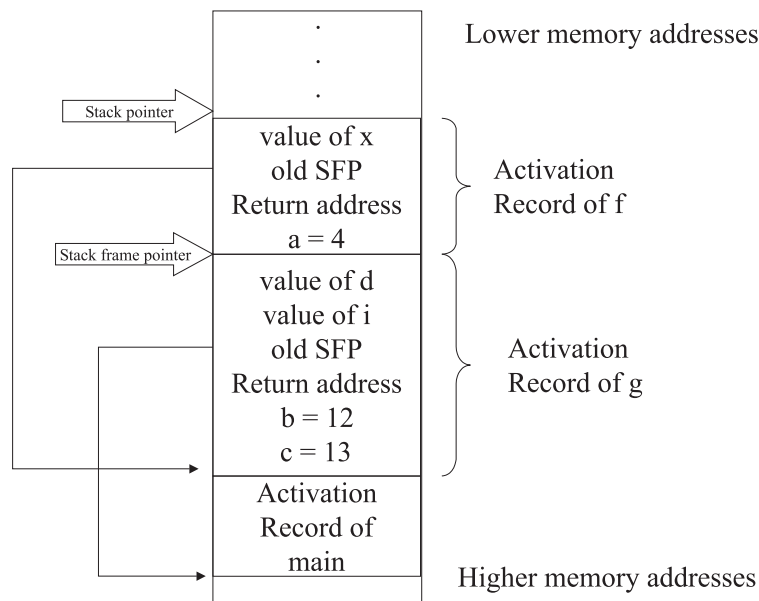 Lower memory addresses
.
.
.
Stack pointer
value of x
old SFP
Return address
a = 4
Activation
Record of f
Stack frame pointer
value of d
value of i
old SFP
Return address
b = 12
c = 13
Activation
Record of g
Activation
Record of
main
Higher memory addresses